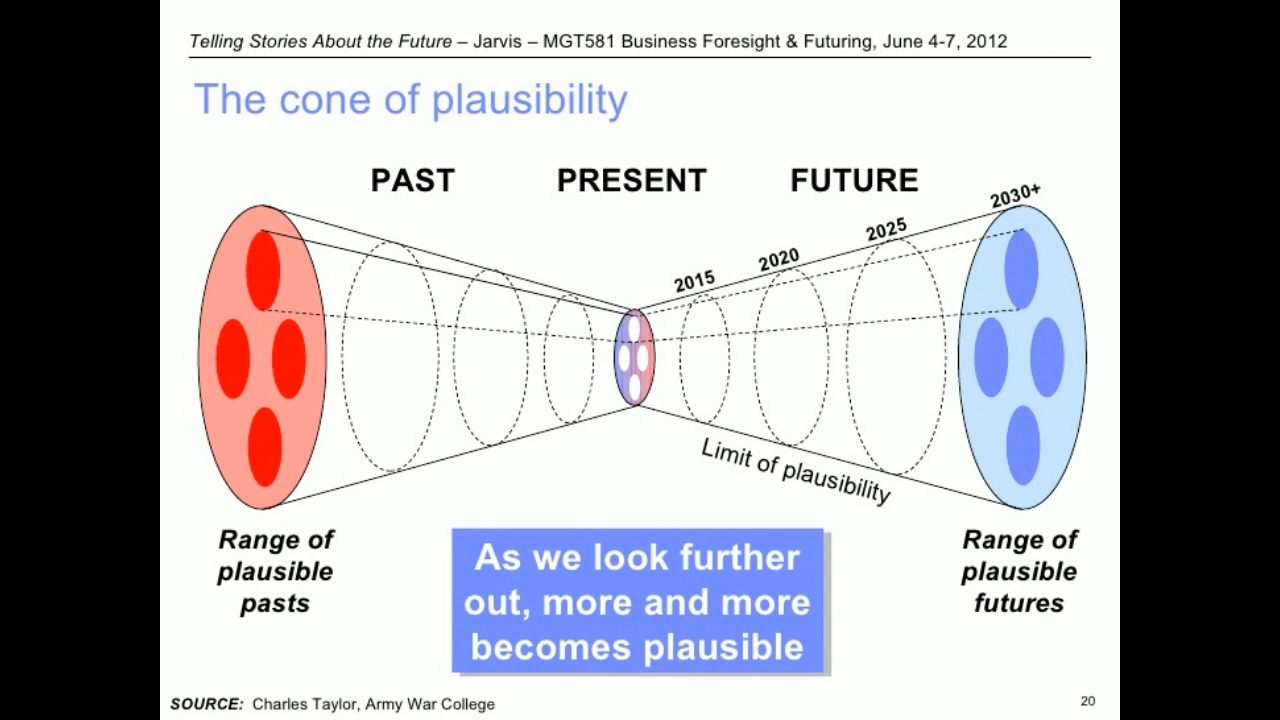 Telling Stories About the Future – Jarvis – MGT581 Business Foresight & Futuring, June 4-7, 2012
The cone of plausibility
PAST PRESENT FUTURE
2030+
2025
2020
2015
Limit of plausibility
Range of
plausible
pasts
As we look further
out, more and more
becomes plausible
Range of
plausible
futures
SOURCE: Charles Taylor, Army War College
20